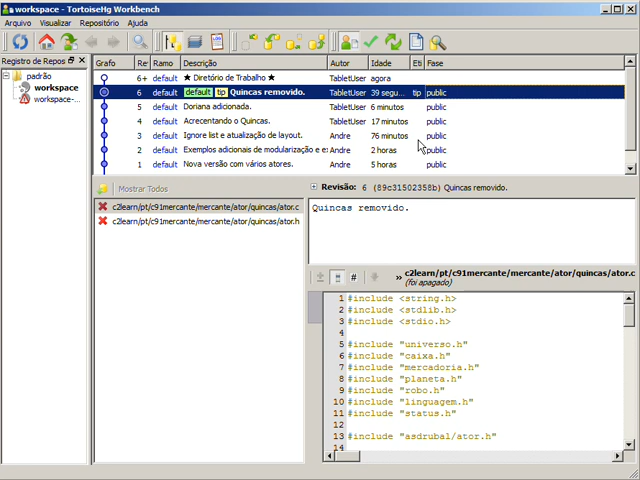 workspace - TortoiseHg Workbench
Arquivo Visualizar Repositório Ajuda
Registro de Repos
padrão
workspace
workspace-...
Grafo Re Ramo Descrição Autor Idade Eti Fase
6+ default ★ Diretório de Trabalho ★ TabletUser agora
6 default default tip Quincas removido. TabletUser 39 segu... tip public
5 default Doriana adicionada. TabletUser 6 minutos public
4 default Acrecentando o Quincas. TabletUser 17 minutos public
3 default Ignore list e atualização de layout. Andre 76 minutos public
2 default Exemplos adicionais de modularização e e: Andre 2 horas public
1 default Nova versão com vários atores. Andre 5 horas public
Mostrar Todos
c2learn/pt/c91mercante/mercante/ator/quincas/ator.c
c2learn/pt/c91mercante/mercante/ator/quincas/ator.h
Revisão: 6 (89c31502358b) Quincas removido.
Quincas removido.
# » c2learn/pt/c91mercante/mercante/ator/quincas/ator.c
(foi apagado)
1 #include <string.h>
2 #include <stdlib.h>
3 #include <stdio.h>
4
5 #include "universo.h"
6 #include "caixa.h"
7 #include "mercadoria.h"
8 #include "planeta.h"
9 #include "robo.h"
10 #include "linguagem.h"
11 #include "status.h"
12
13 #include "asdrubal/ator.h"
14